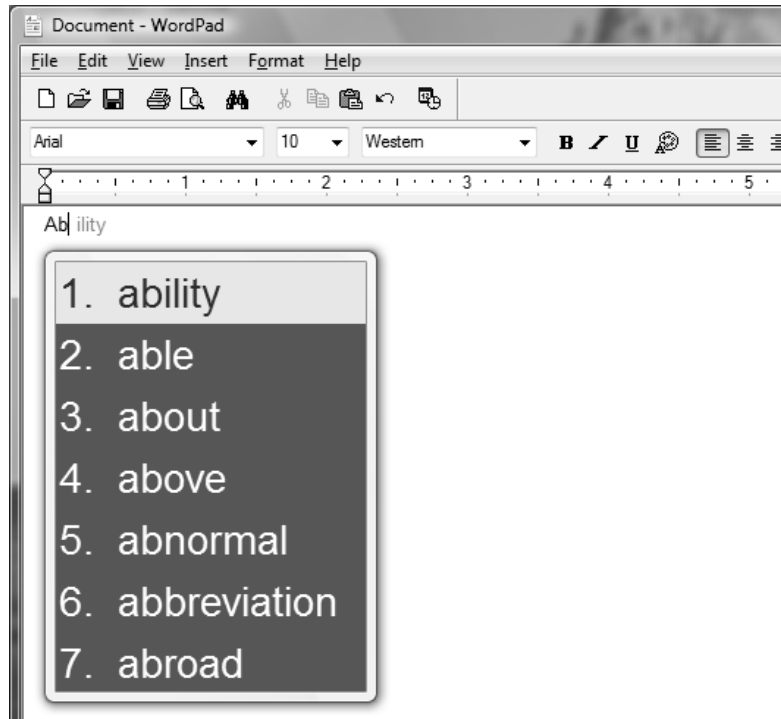 Document - WordPad
File Edit View Insert Format Help
Arial 10 Western B I U
1 2 3 4 5
Ab ility
1. ability
2. able
3. about
4. above
5. abnormal
6. abbreviation
7. abroad